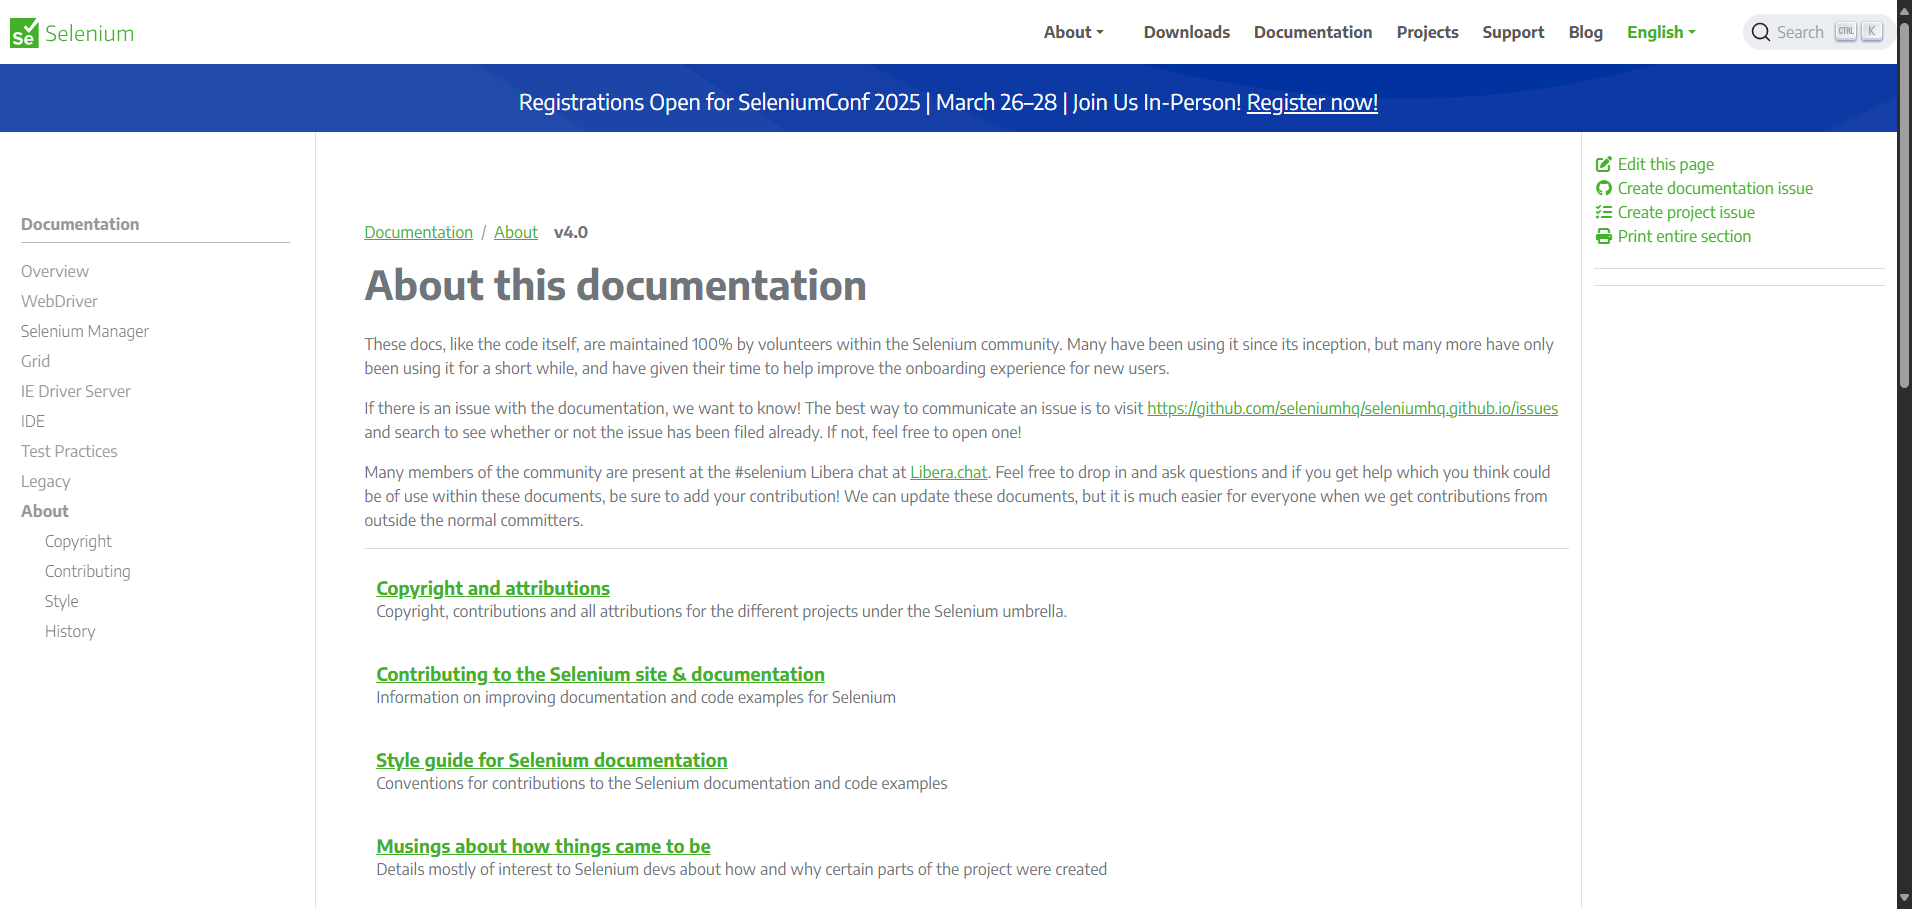 Se Selenium
About
Downloads
Documentation
Projects
Support
Blog
English
Search
CTRL
K
Registrations Open for SeleniumConf 2025 | March 26–28 | Join Us In-Person! Register now!
Documentation
Overview
WebDriver
Selenium Manager
Grid
IE Driver Server
IDE
Test Practices
Legacy
About
Copyright
Contributing
Style
History
Documentation / About v4.0
About this documentation
These docs, like the code itself, are maintained 100% by volunteers within the Selenium community. Many have been using it since its inception, but many more have only
been using it for a short while, and have given their time to help improve the onboarding experience for new users.
If there is an issue with the documentation, we want to know! The best way to communicate an issue is to visit https://github.com/seleniumhq/seleniumhq.github.io/issues
and search to see whether or not the issue has been filed already. If not, feel free to open one!
Many members of the community are present at the #selenium Libera chat at Libera.chat. Feel free to drop in and ask questions and if you get help which you think could
be of use within these documents, be sure to add your contribution! We can update these documents, but it is much easier for everyone when we get contributions from
outside the normal committers.
Copyright and attributions
Copyright, contributions and all attributions for the different projects under the Selenium umbrella.
Contributing to the Selenium site & documentation
Information on improving documentation and code examples for Selenium
Style guide for Selenium documentation
Conventions for contributions to the Selenium documentation and code examples
Musings about how things came to be
Details mostly of interest to Selenium devs about how and why certain parts of the project were created
Edit this page
Create documentation issue
Create project issue
Print entire section